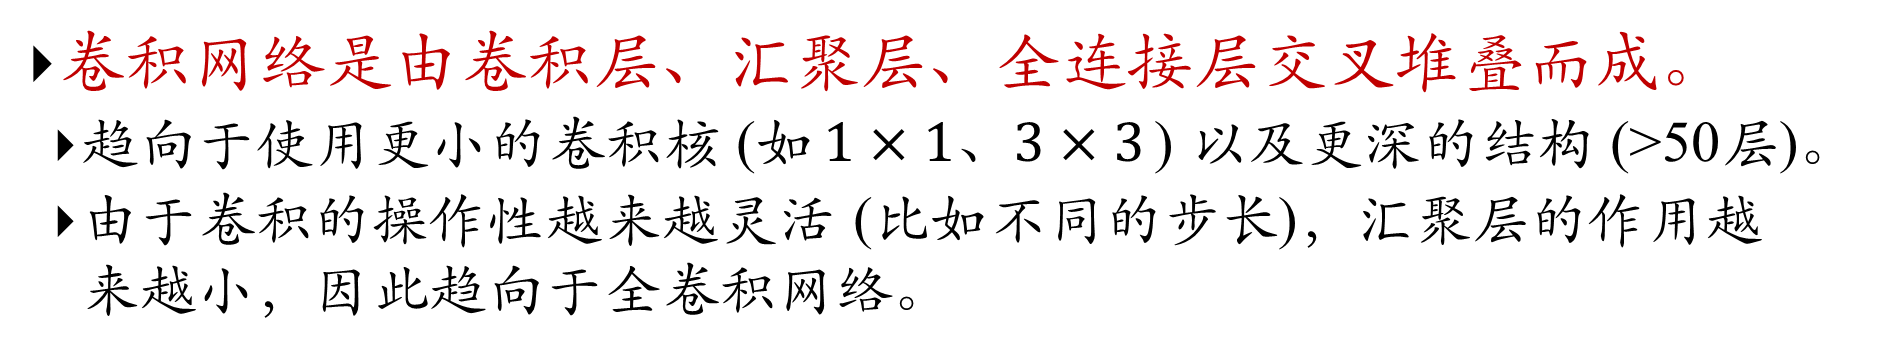 卷积网络是由卷积层、汇聚层、全连接层交叉堆叠而成。
趋向于使用更小的卷积核 (如 1 × 1、3 × 3 ) 以及更深的结构 (>50层)。
由于卷积的操作性越来越灵活 (比如不同的步长)，汇聚层的作用越
来越小，因此趋向于全卷积网络。